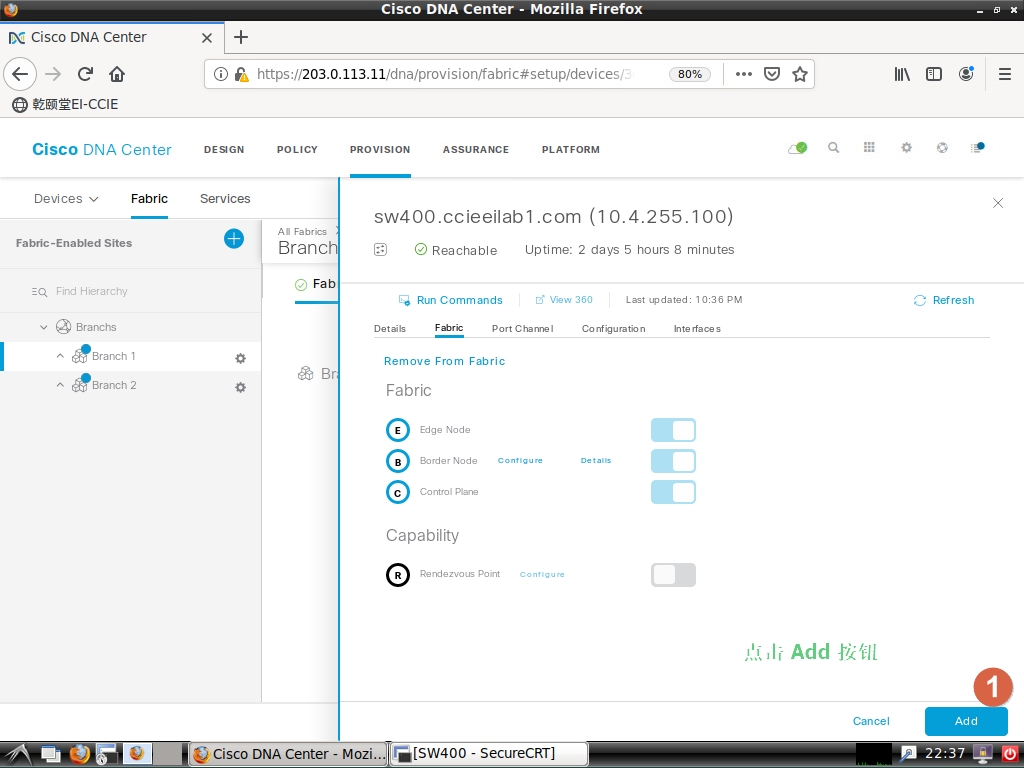 Cisco DNA Center - Mozilla Firefox
Cisco DNA Center
https://203.0.113.11/dna/provision/fabric#setup/devices/3
80%
乾颐堂EI-CCIE
Cisco DNA Center
DESIGN
POLICY
PROVISION
ASSURANCE
PLATFORM
Devices
Fabric
Services
Fabric-Enabled Sites
Find Hierarchy
Branchs
Branch 1
Branch 2
All Fabrics
Branch
Fab
Bra
sw400.ccieeilab1.com (10.4.255.100)
Reachable
Uptime: 2 days 5 hours 8 minutes
Run Commands
View 360
Last updated: 10:36 PM
Refresh
Details
Fabric
Port Channel
Configuration
Interfaces
Remove From Fabric
Fabric
E Edge Node
B Border Node Configure Details
C Control Plane
Capability
R Rendezvous Point Configure
点击 Add 按钮
1
Cancel
Add
Cisco DNA Center - Mozi...
[SW400 - SecureCRT]
22:37